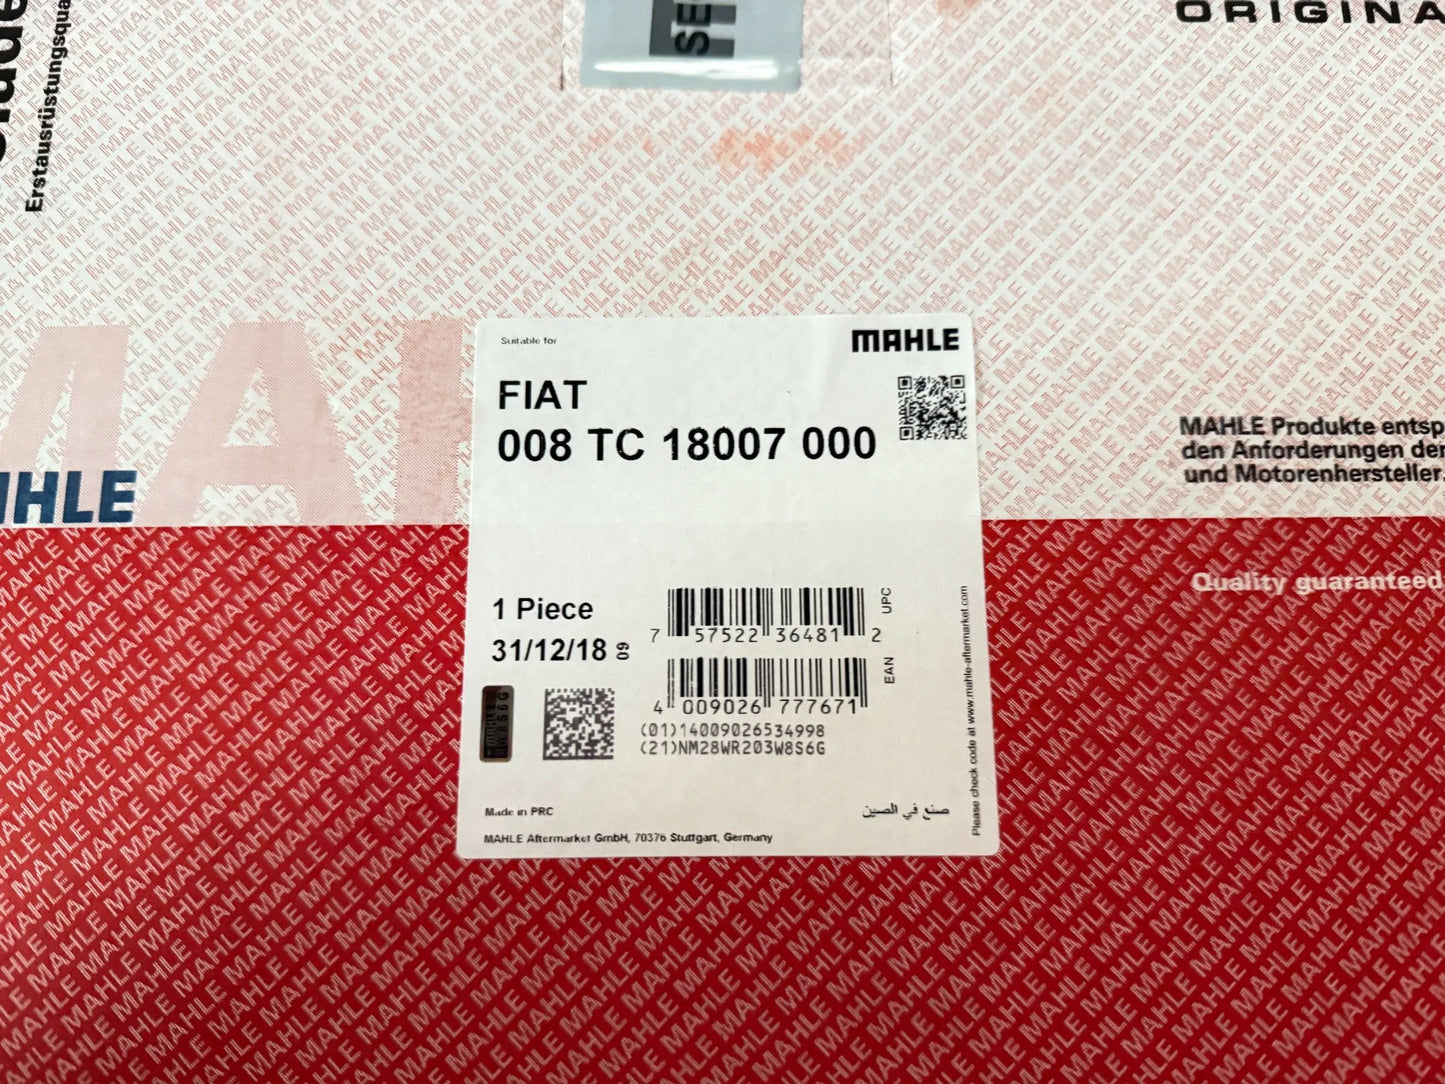 ORIGINA
Erstausrüstungsqua
MAHLE
Suitable for
MAHLE
FIAT
008 TC 18007 000
MAHLE Produkte entsp
den Anforderungen der
und Motorenhersteller.
AHLE
Quality guaranteed
1 Piece
31/12/18 09
7 57522 36481 2
UPC
4 009026 777671
EAN
(01)14009026534998
(21)NM28WR203W8S6G
MAHLE
W8S6G
Made in PRC
صنع في الصين
MAHLE Aftermarket GmbH, 70376 Stuttgart, Germany
Please check code at www.mahle-aftermarket.com